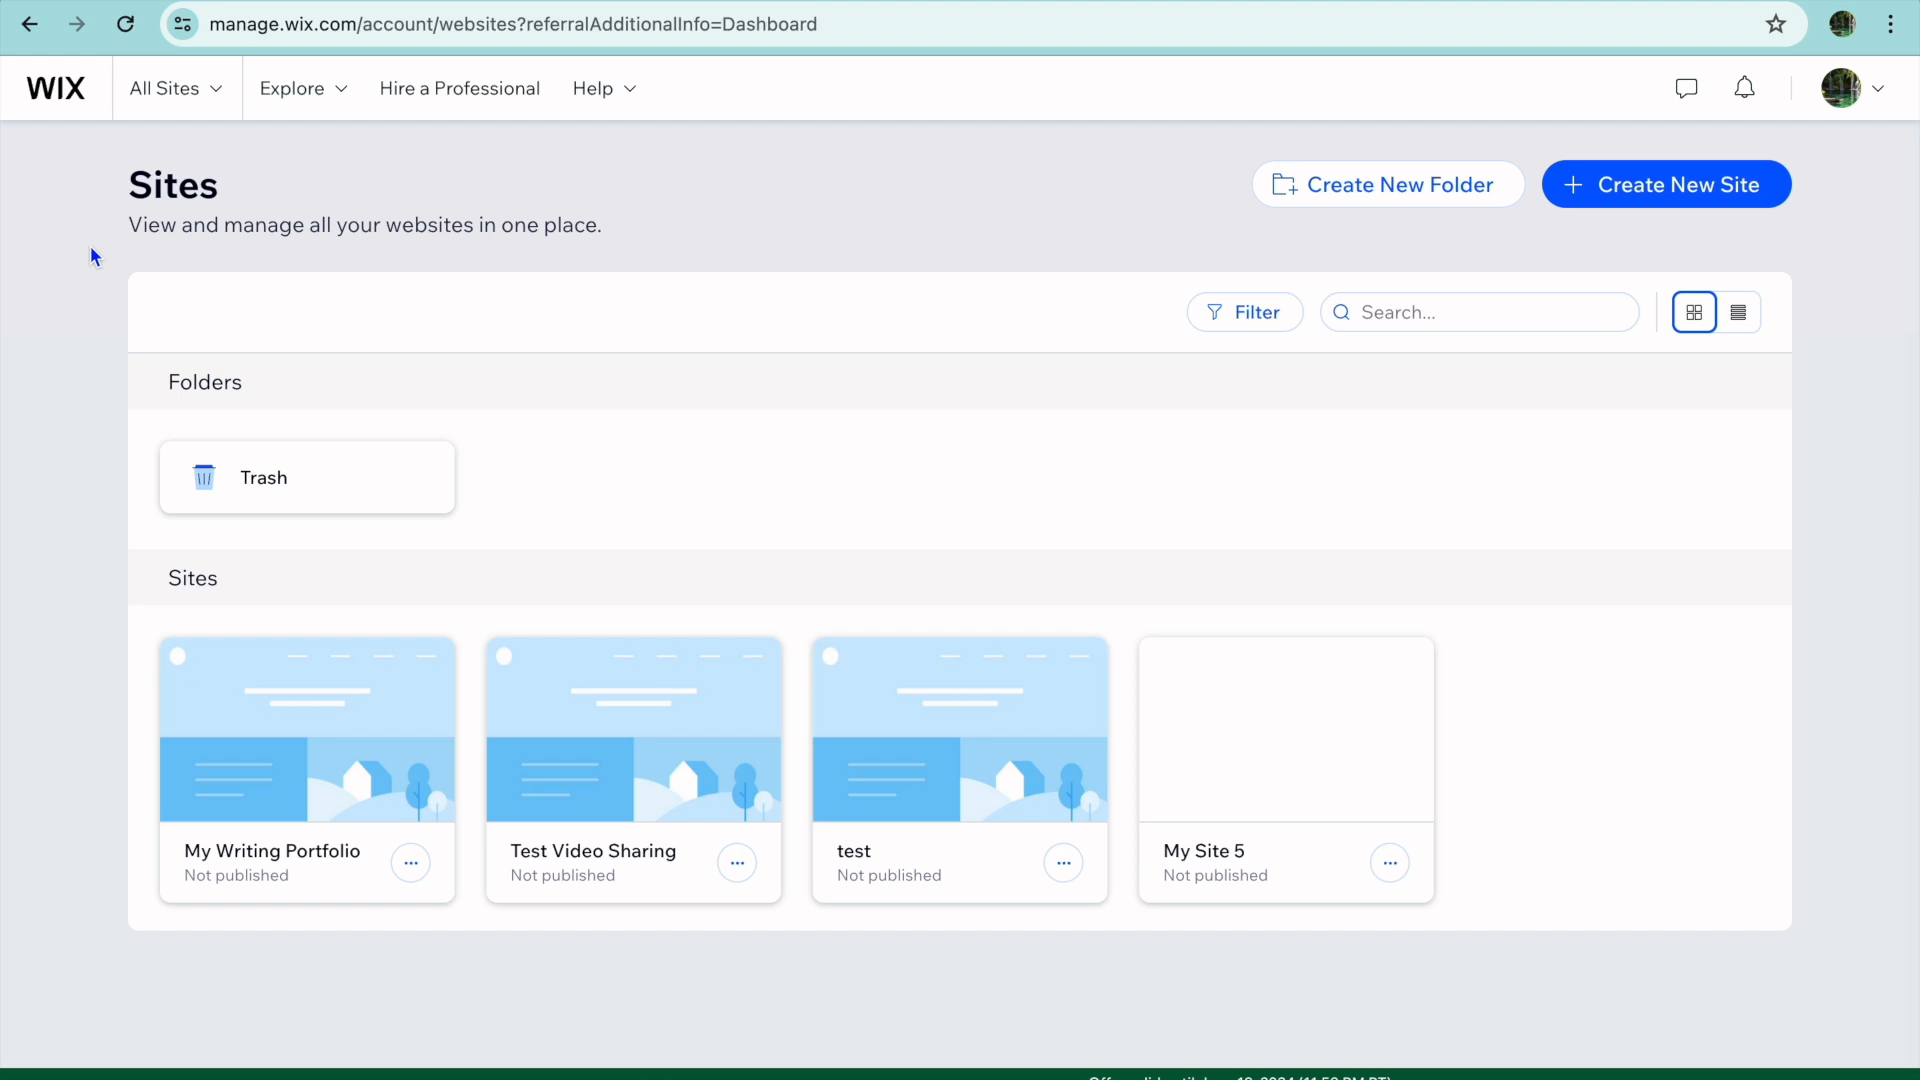 manage.wix.com/account/websites?referralAdditionalInfo=Dashboard
WIX
All Sites
Explore
Hire a Professional
Help
Sites
Create New Folder
Create New Site
View and manage all your websites in one place.
Filter
Search...
Folders
Trash
Sites
My Writing Portfolio
Not published
Test Video Sharing
Not published
test
Not published
My Site 5
Not published